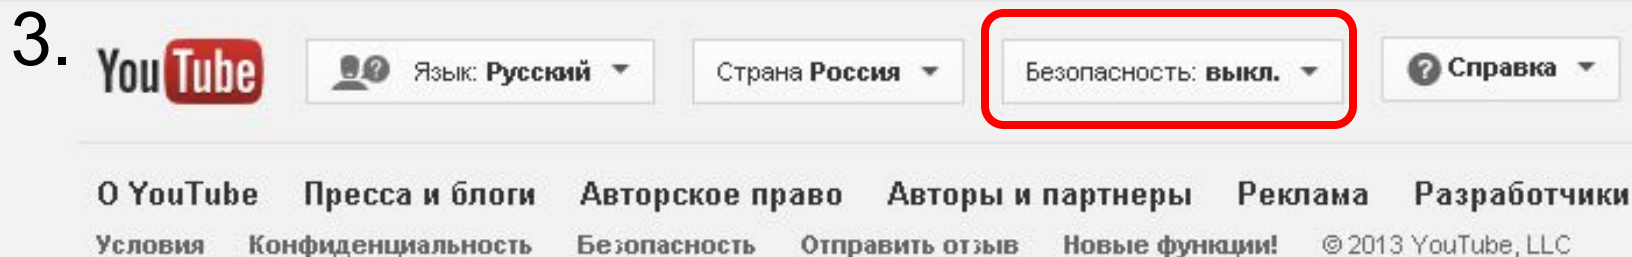 3. YouTube Язык: Русский Страна Россия Безопасность: выкл. Справка
О YouTube Пресса и блоги Авторское право Авторы и партнеры Реклама Разработчики
Условия Конфиденциальность Безопасность Отправить отзыв Новые функции! © 2013 YouTube, LLC